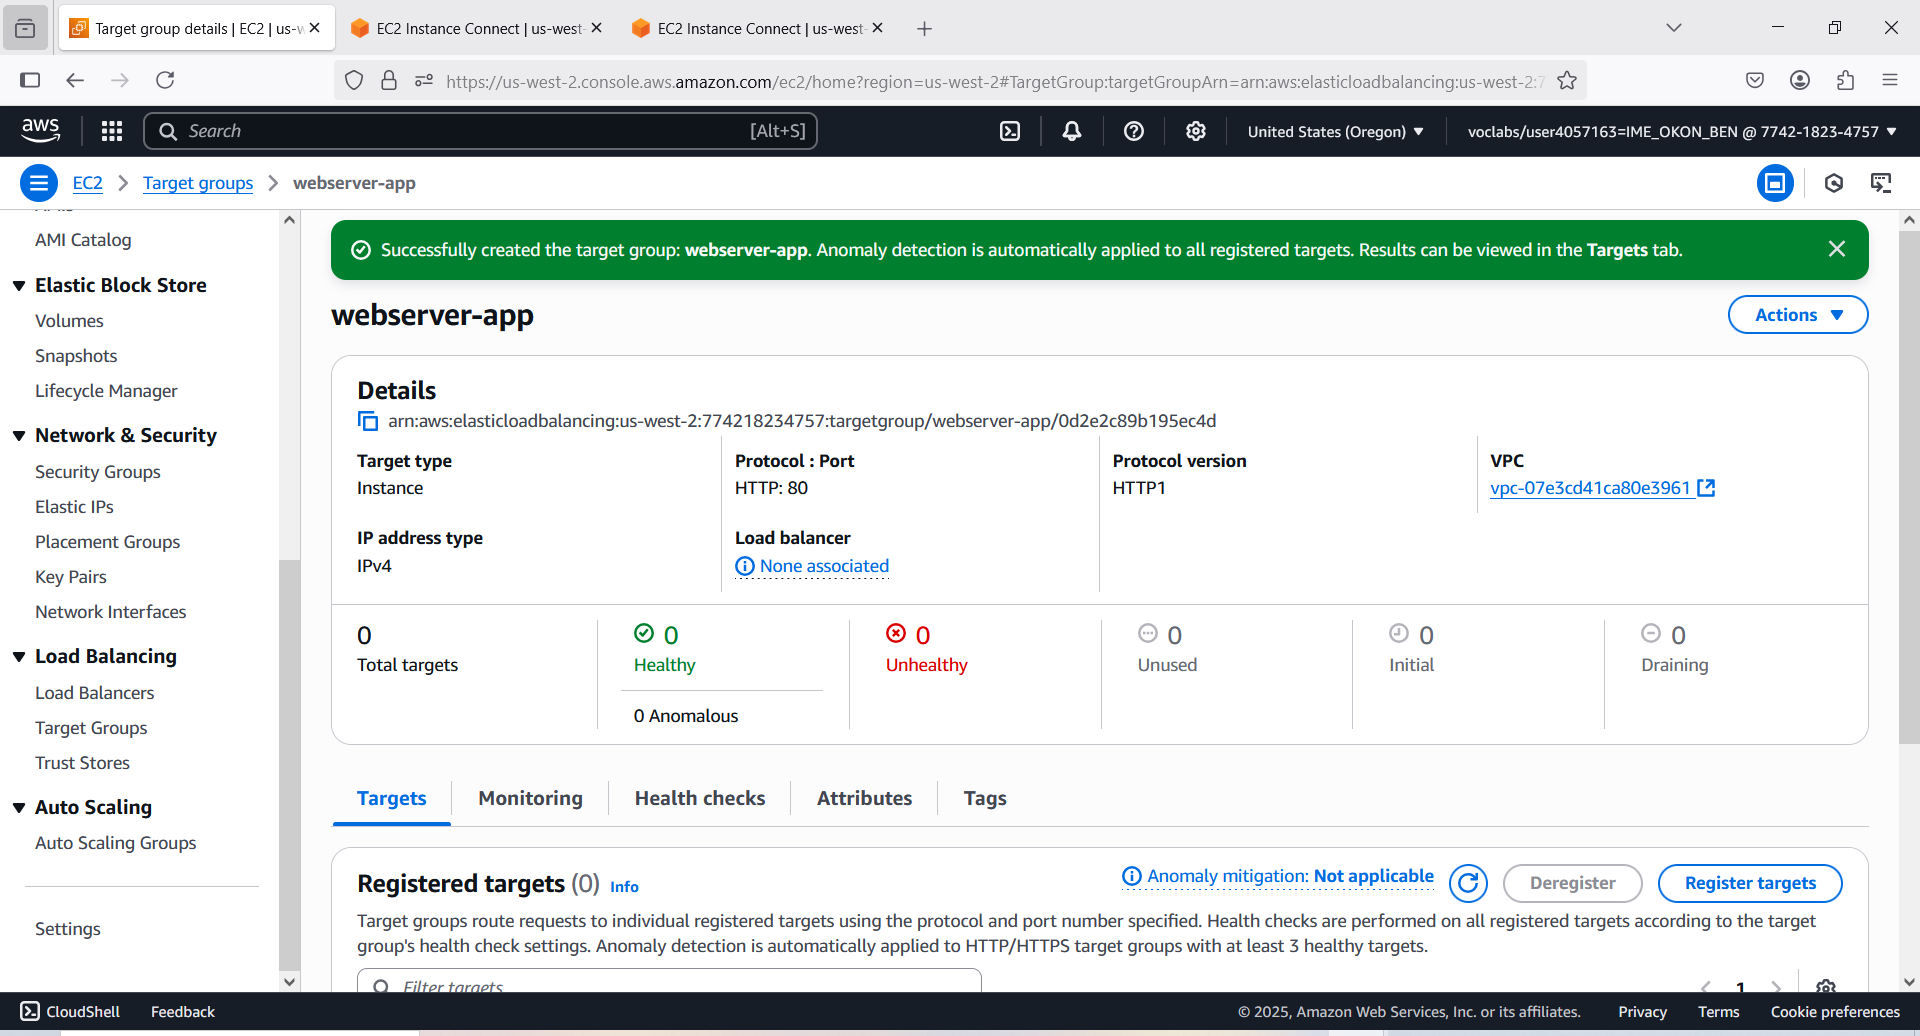 Target group details | EC2 | us-w
EC2 Instance Connect | us-west-
EC2 Instance Connect | us-west-
https://us-west-2.console.aws.amazon.com/ec2/home?region=us-west-2#TargetGroup:targetGroupArn=arn:aws:elasticloadbalancing:us-west-2:7
aws
Search
[Alt+S]
United States (Oregon)
voclabs/user4057163=IME_OKON_BEN @ 7742-1823-4757
EC2
Target groups
webserver-app
AMI Catalog
Elastic Block Store
Volumes
Snapshots
Lifecycle Manager
Network & Security
Security Groups
Elastic IPs
Placement Groups
Key Pairs
Network Interfaces
Load Balancing
Load Balancers
Target Groups
Trust Stores
Auto Scaling
Auto Scaling Groups
Settings
Successfully created the target group: webserver-app. Anomaly detection is automatically applied to all registered targets. Results can be viewed in the Targets tab.
webserver-app
Actions
Details
arn:aws:elasticloadbalancing:us-west-2:774218234757:targetgroup/webserver-app/0d2e2c89b195ec4d
Target type
Instance
Protocol : Port
HTTP: 80
Protocol version
HTTP1
VPC
vpc-07e3cd41ca80e3961
IP address type
IPv4
Load balancer
None associated
0
Total targets
0
Healthy
0 Anomalous
0
Unhealthy
0
Unused
0
Initial
0
Draining
Targets
Monitoring
Health checks
Attributes
Tags
Registered targets (0) Info
Anomaly mitigation: Not applicable
Deregister
Register targets
Target groups route requests to individual registered targets using the protocol and port number specified. Health checks are performed on all registered targets according to the target
group's health check settings. Anomaly detection is automatically applied to HTTP/HTTPS target groups with at least 3 healthy targets.
Filter targets
1
CloudShell
Feedback
© 2025, Amazon Web Services, Inc. or its affiliates.
Privacy
Terms
Cookie preferences